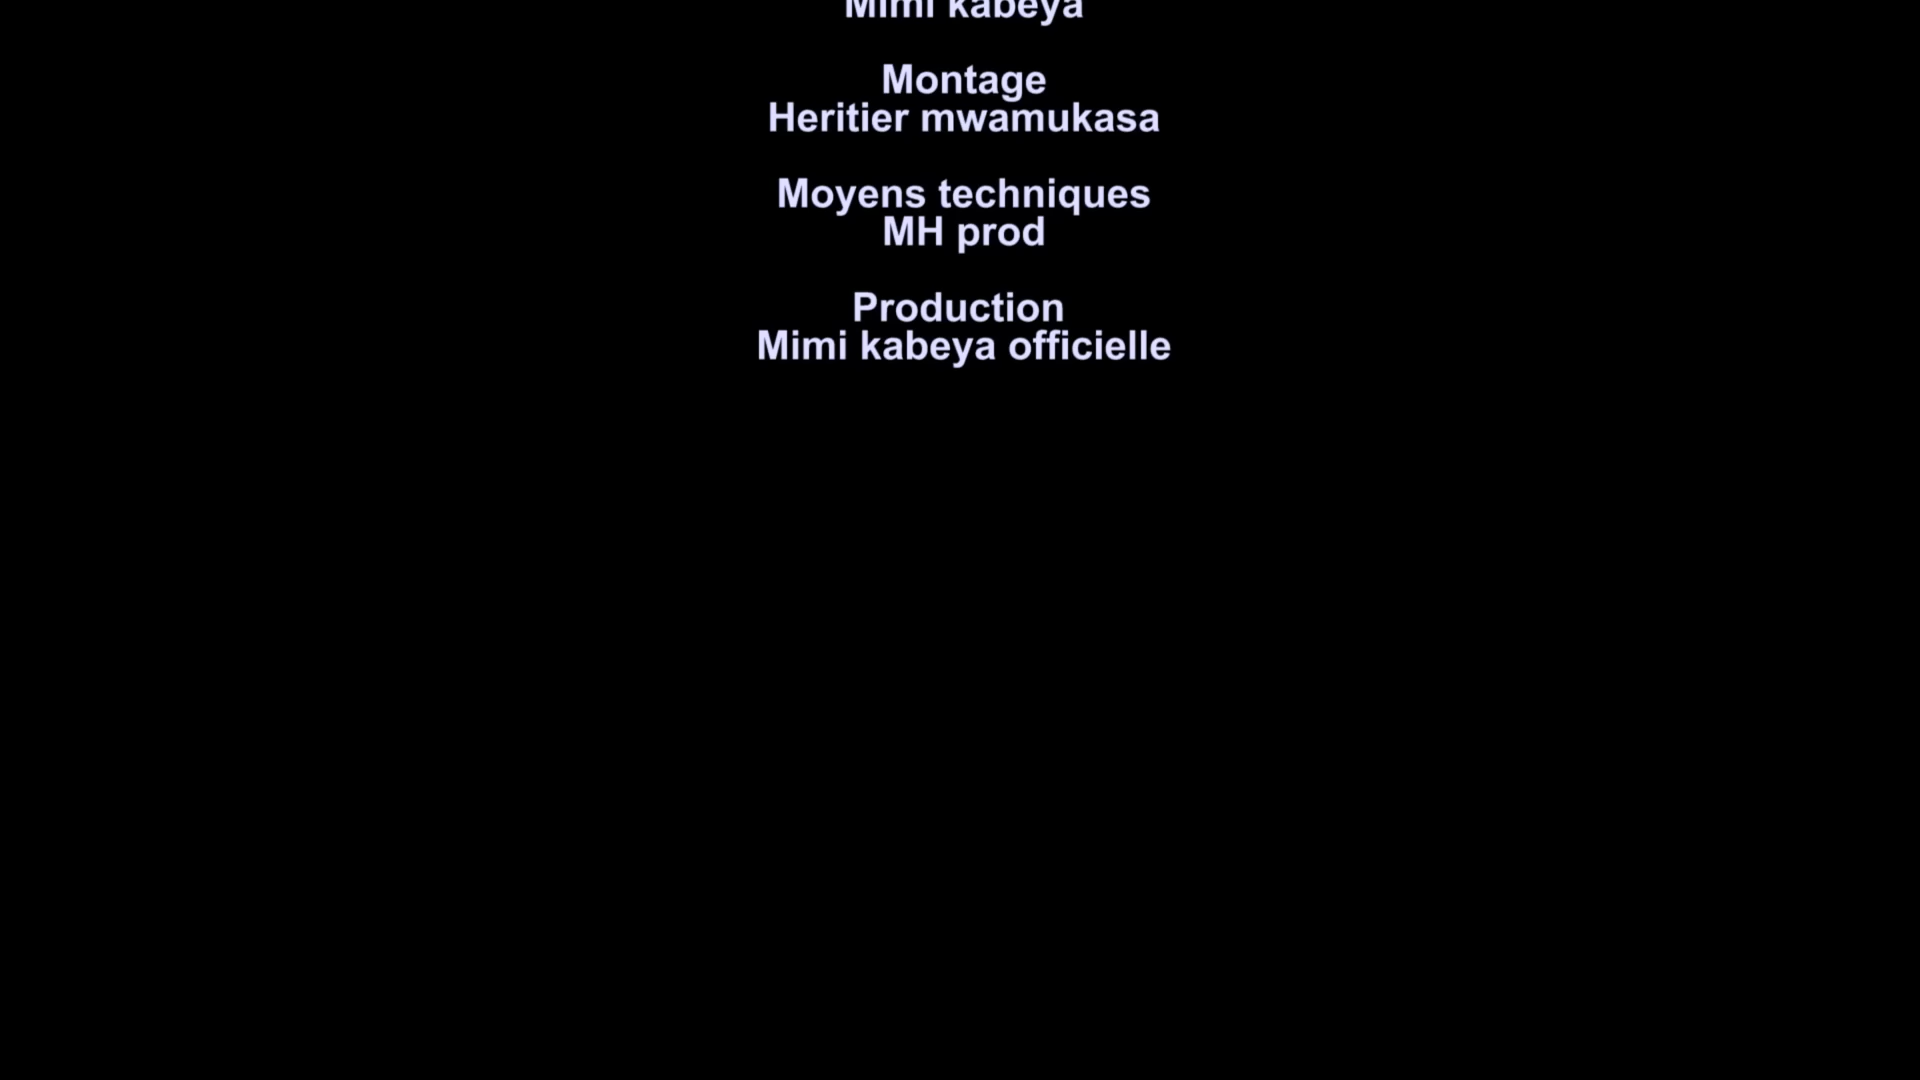 Mimi kabeya
Montage
Heritier mwamukasa
Moyens techniques
MH prod
Production
Mimi kabeya officielle